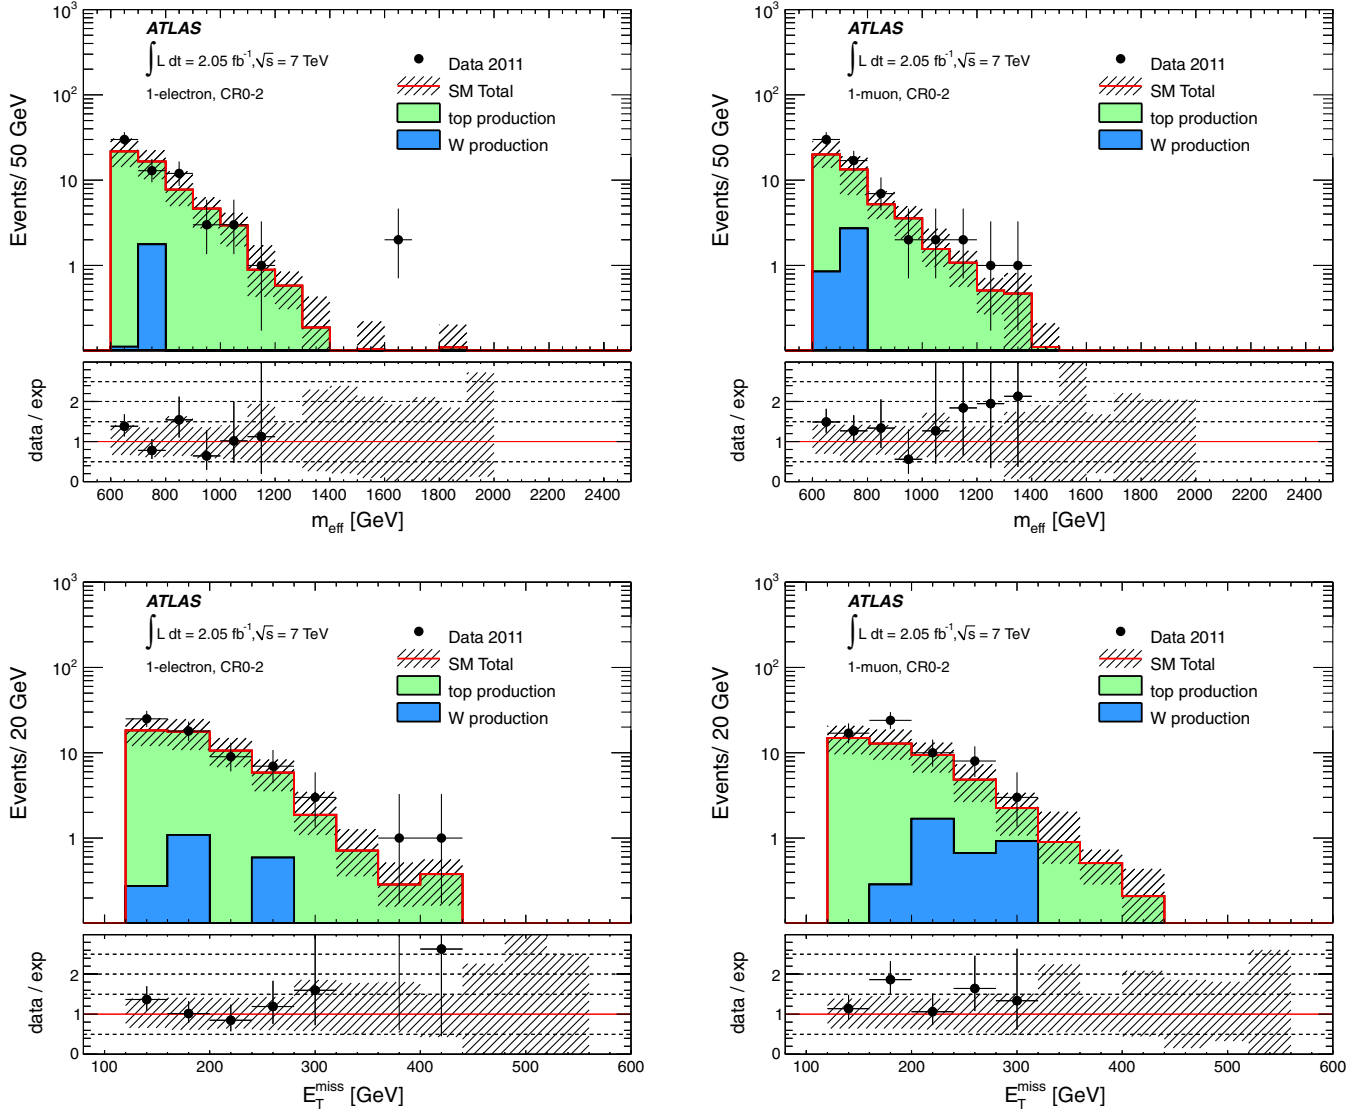 ATLAS
∫ L dt = 2.05 fb⁻¹, √s = 7 TeV
1-electron, CR0-2
Data 2011
SM Total
top production
W production
Events/ 50 GeV
10³
10²
10
1
data / exp
2
1
0
600 800 1000 1200 1400 1600 1800 2000 2200 2400
m_eff [GeV]
ATLAS
∫ L dt = 2.05 fb⁻¹, √s = 7 TeV
1-muon, CR0-2
Data 2011
SM Total
top production
W production
Events/ 50 GeV
10³
10²
10
1
data / exp
2
1
0
600 800 1000 1200 1400 1600 1800 2000 2200 2400
m_eff [GeV]
ATLAS
∫ L dt = 2.05 fb⁻¹, √s = 7 TeV
1-electron, CR0-2
Data 2011
SM Total
top production
W production
Events/ 20 GeV
10³
10²
10
1
data / exp
2
1
0
100 200 300 400 500 600
E_T^miss [GeV]
ATLAS
∫ L dt = 2.05 fb⁻¹, √s = 7 TeV
1-muon, CR0-2
Data 2011
SM Total
top production
W production
Events/ 20 GeV
10³
10²
10
1
data / exp
2
1
0
100 200 300 400 500 600
E_T^miss [GeV]